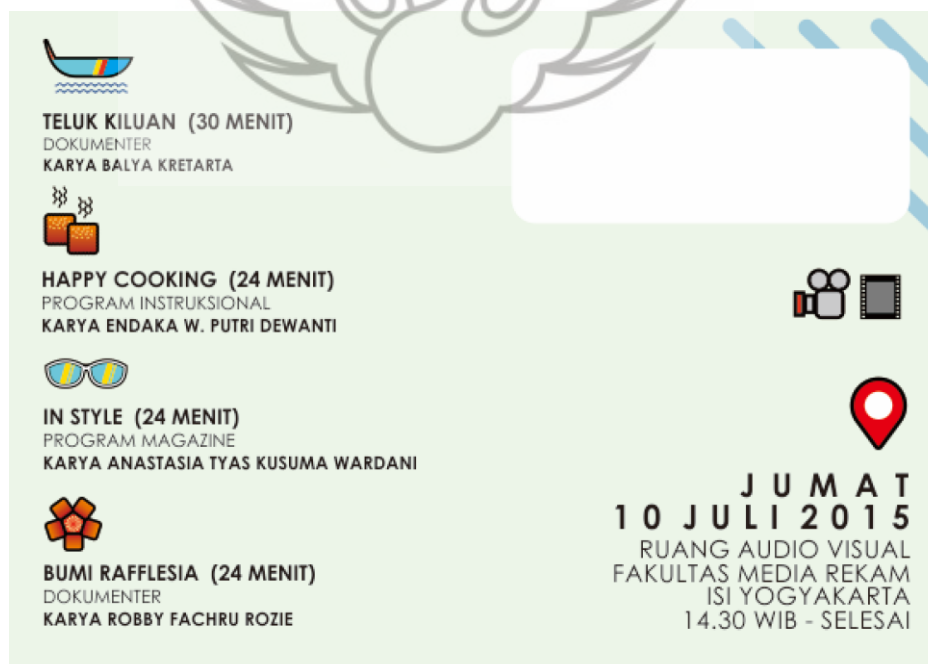 TELUK KILUAN (30 MENIT)
DOKUMENTER
KARYA BALYA KRETARTA
HAPPY COOKING (24 MENIT)
PROGRAM INSTRUKSIONAL
KARYA ENDAKA W. PUTRI DEWANTI
IN STYLE (24 MENIT)
PROGRAM MAGAZINE
KARYA ANASTASIA TYAS KUSUMA WARDANI
BUMI RAFFLESIA (24 MENIT)
DOKUMENTER
KARYA ROBBY FACHRU ROZIE
JUMAT
10 JULI 2015
RUANG AUDIO VISUAL
FAKULTAS MEDIA REKAM
ISI YOGYAKARTA
14.30 WIB - SELESAI